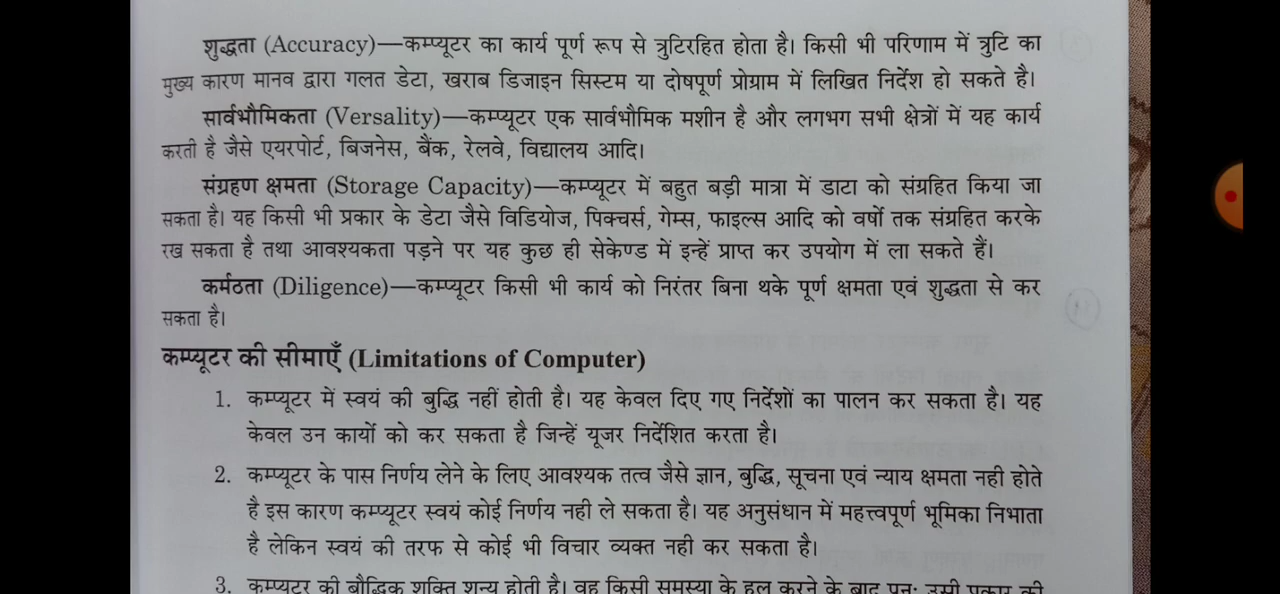 शुद्धता (Accuracy)—कम्प्यूटर का कार्य पूर्ण रूप से त्रुटिरहित होता है। किसी भी परिणाम में त्रुटि का
मुख्य कारण मानव द्वारा गलत डेटा, खराब डिजाइन सिस्टम या दोषपूर्ण प्रोग्राम में लिखित निर्देश हो सकते है।
सार्वभौमिकता (Versality)—कम्प्यूटर एक सार्वभौमिक मशीन है और लगभग सभी क्षेत्रों में यह कार्य
करती है जैसे एयरपोर्ट, बिजनेस, बैंक, रेलवे, विद्यालय आदि।
संग्रहण क्षमता (Storage Capacity)—कम्प्यूटर में बहुत बड़ी मात्रा में डाटा को संग्रहित किया जा
सकता है। यह किसी भी प्रकार के डेटा जैसे विडियोज, पिक्चर्स, गेम्स, फाइल्स आदि को वर्षो तक संग्रहित करके
रख सकता है तथा आवश्यकता पड़ने पर यह कुछ ही सेकेण्ड में इन्हें प्राप्त कर उपयोग में ला सकते हैं।
कर्मठता (Diligence)—कम्प्यूटर किसी भी कार्य को निरंतर बिना थके पूर्ण क्षमता एवं शुद्धता से कर
सकता है।
कम्प्यूटर की सीमाएँ (Limitations of Computer)
1. कम्प्यूटर में स्वयं की बुद्धि नहीं होती है। यह केवल दिए गए निर्देशों का पालन कर सकता है। यह
केवल उन कार्यो को कर सकता है जिन्हें यूजर निर्देशित करता है।
2. कम्प्यूटर के पास निर्णय लेने के लिए आवश्यक तत्व जैसे ज्ञान, बुद्धि, सूचना एवं न्याय क्षमता नही होते
है इस कारण कम्प्यूटर स्वयं कोई निर्णय नही ले सकता है। यह अनुसंधान में महत्त्वपूर्ण भूमिका निभाता
है लेकिन स्वयं की तरफ से कोई भी विचार व्यक्त नही कर सकता है।
3. कम्प्यूटर की बौद्धिक शक्ति शून्य होती है। वह किसी समस्या के हल करने के बाद पुनः उसी प्रकार की